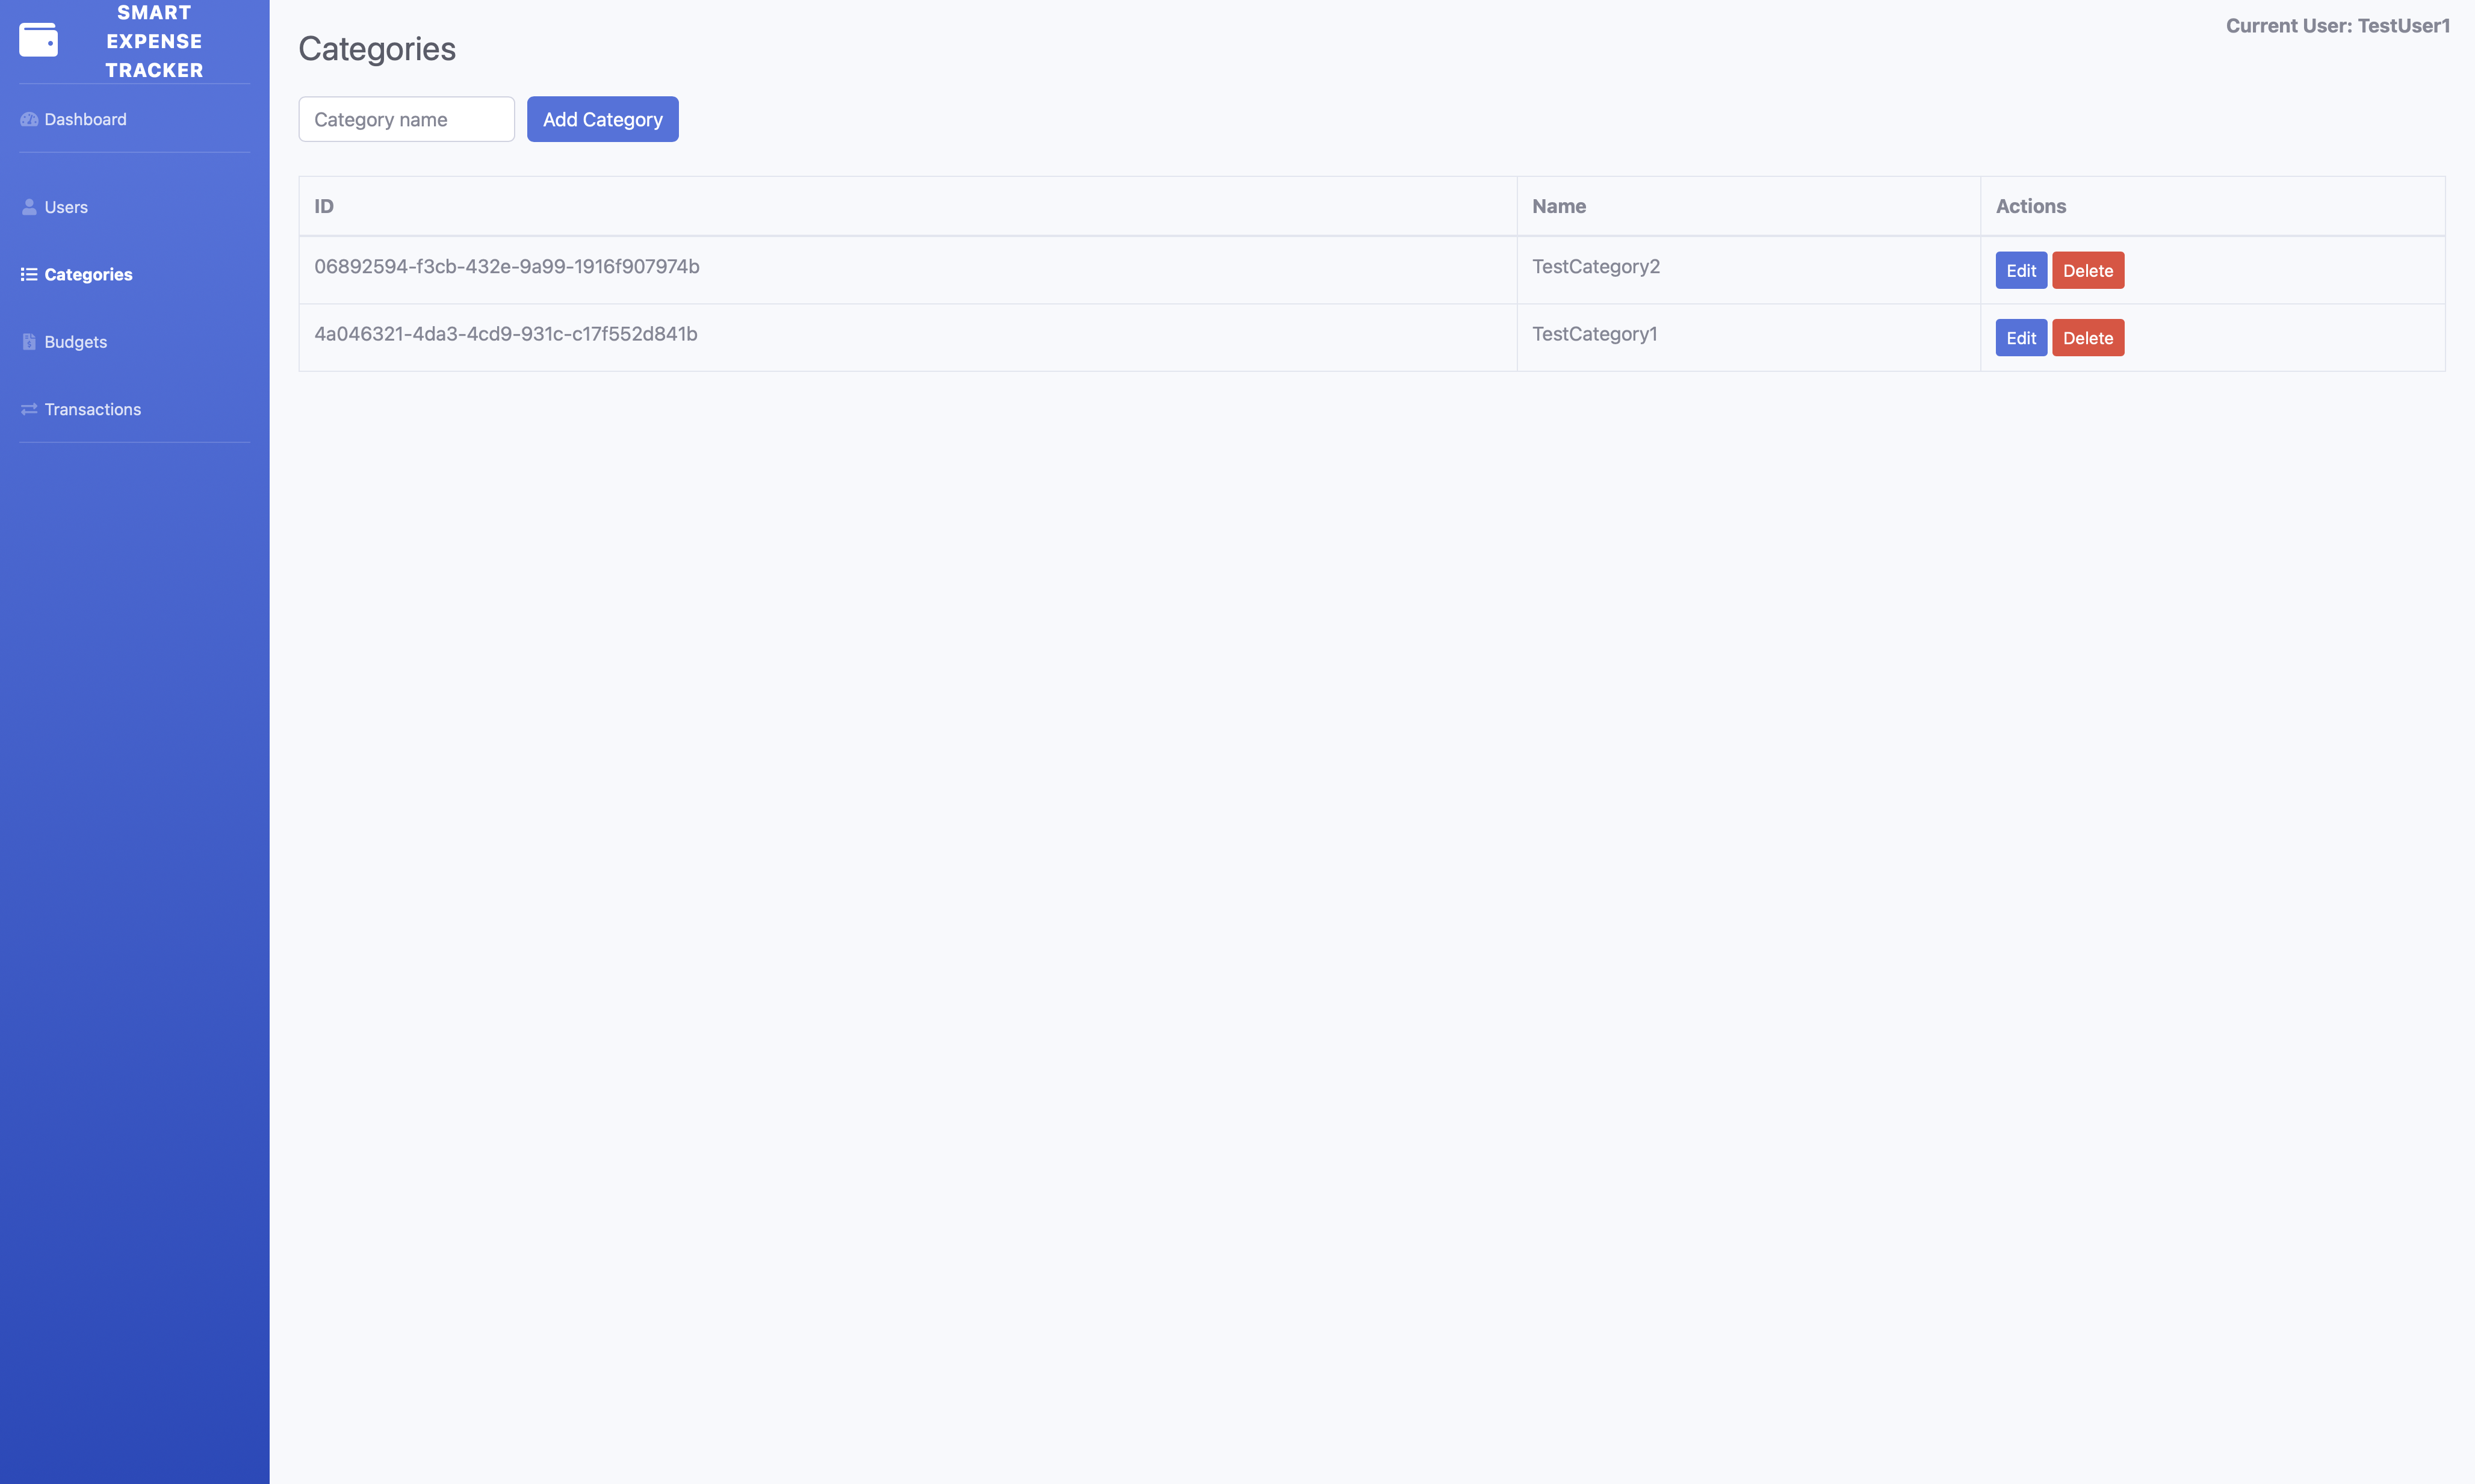 SMART
EXPENSE
TRACKER
Dashboard
Users
Categories
Budgets
Transactions
Current User: TestUser1
Categories
Category name Add Category
ID Name Actions
06892594-f3cb-432e-9a99-1916f907974b TestCategory2 Edit Delete
4a046321-4da3-4cd9-931c-c17f552d841b TestCategory1 Edit Delete